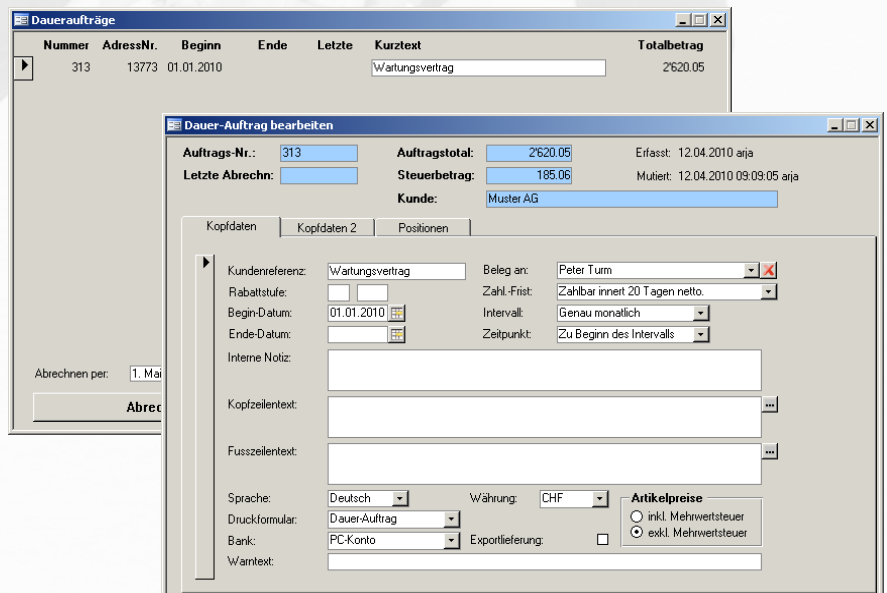 Daueraufträge
Nummer AdressNr. Beginn Ende Letzte Kurztext Totalbetrag
313 13773 01.01.2010 Wartungsvertrag 2'620.05
Dauer-Auftrag bearbeiten
Auftrags-Nr.: 313 Auftragstotal: 2'620.05 Erfasst: 12.04.2010 arja
Letzte Abrechn: Steuerbetrag: 185.06 Mutiert: 12.04.2010 09:09:05 arja
Kunde: Muster AG
Kopfdaten Kopfdaten 2 Positionen
Kundenreferenz: Wartungsvertrag Beleg an: Peter Turm
Rabattstufe: Zahl.-Frist: Zahlbar innert 20 Tagen netto.
Begin-Datum: 01.01.2010 Intervall: Genau monatlich
Ende-Datum: Zeitpunkt: Zu Beginn des Intervalls
Interne Notiz:
Abrechnen per: 1. Mai
Kopfzeilentext:
Abrec
Fusszeilentext:
Sprache: Deutsch Währung: CHF Artikelpreise
Druckformular: Dauer-Auftrag inkl. Mehrwertsteuer
Bank: PC-Konto Exportlieferung: exkl. Mehrwertsteuer
Warntext: